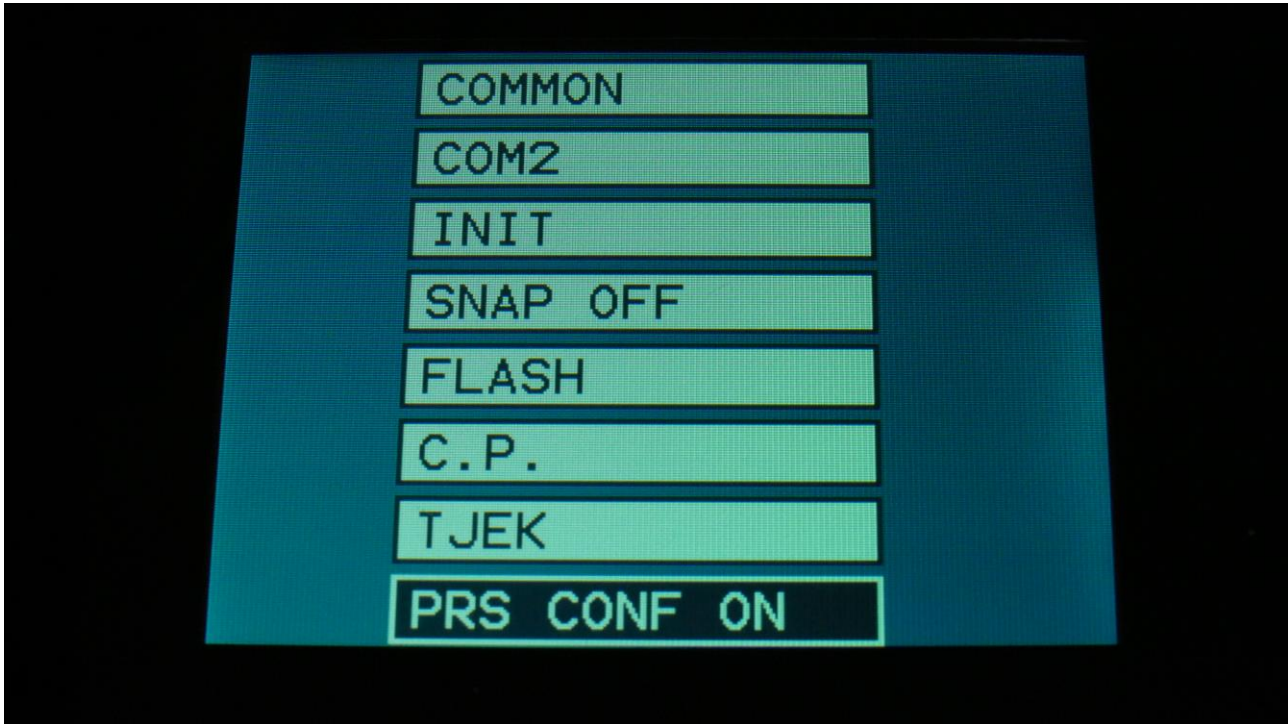 COMMON
COM2
INIT
SNAP OFF
FLASH
C.P.
TJEK
PRS CONF ON